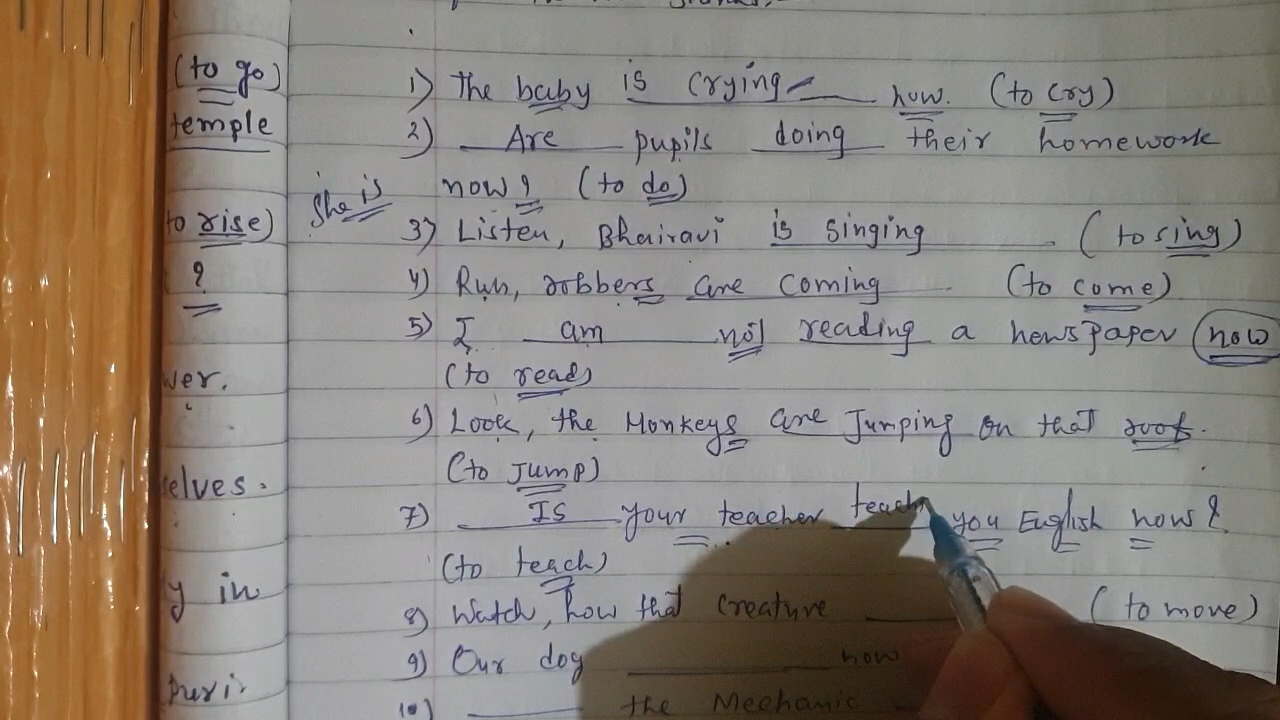 (to go)
temple
to rise)
?
wer.
selves.
y in
1) The baby is crying now. (to cry)
2) Are pupils doing their homework
now? (to do)
She is
3) Listen, Bhairavi is singing (to sing)
4) Run, robbers are coming (to come)
5) I am not reading a newspaper now
(to read)
6) Look, the Monkeys are Jumping on that roof.
(to Jump)
7) Is your teacher teach you English now?
(to teach)
8) Watch, how that creature (to move)
9) Our dog now
10) the Mechanic